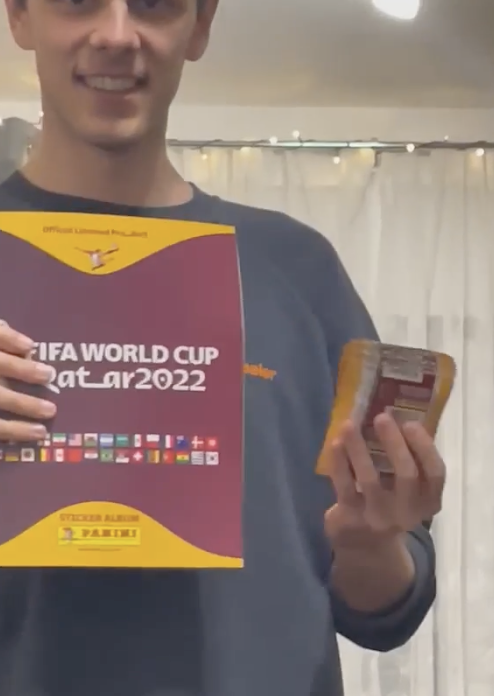 Official Licensed Product
FIFA WORLD CUP
Qatar2022
STICKER ALBUM
PANINI